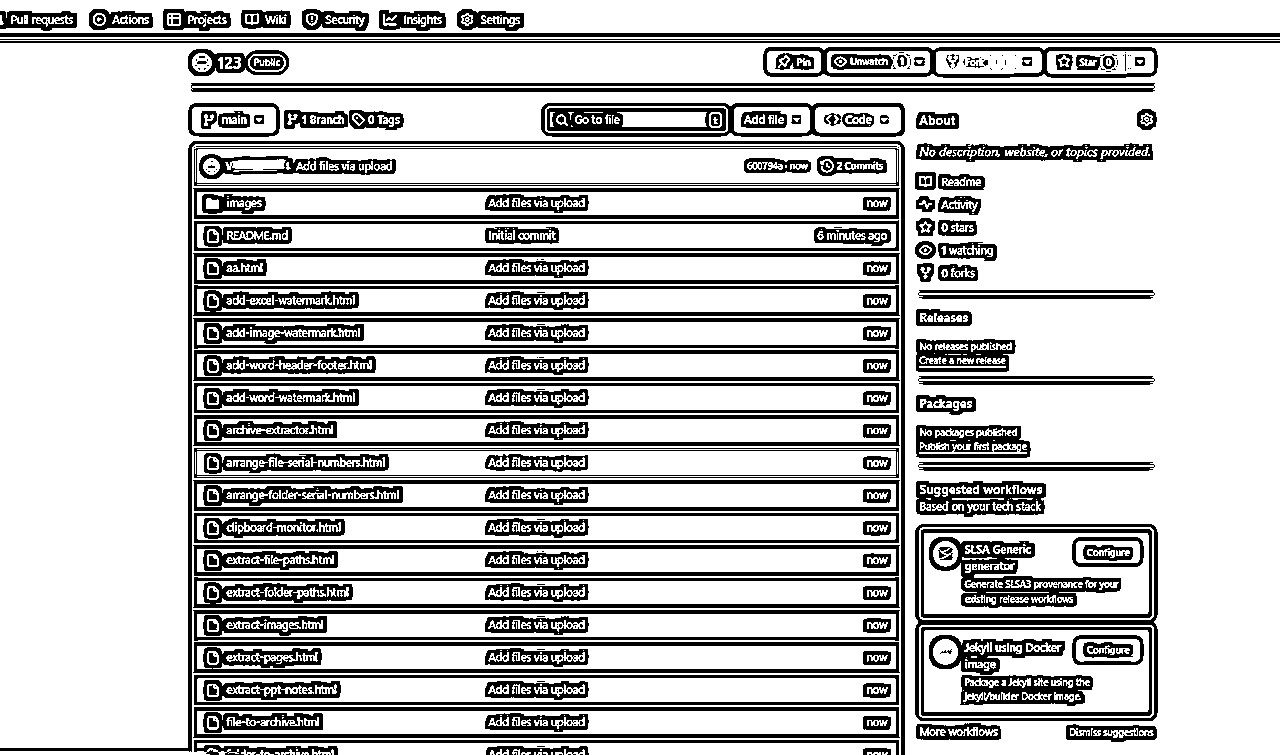 Pull requests Actions Projects Wiki Security Insights Settings
123 Public Pin Unwatch 1 Fork Star 0
main 1 Branch 0 Tags Go to file t Add file Code
Add files via upload 600794a · now 2 Commits
images Add files via upload now
README.md Initial commit 6 minutes ago
aa.html Add files via upload now
add-excel-watermark.html Add files via upload now
add-image-watermark.html Add files via upload now
add-word-header-footer.html Add files via upload now
add-word-watermark.html Add files via upload now
archive-extractor.html Add files via upload now
arrange-file-serial-numbers.html Add files via upload now
arrange-folder-serial-numbers.html Add files via upload now
clipboard-monitor.html Add files via upload now
extract-file-paths.html Add files via upload now
extract-folder-paths.html Add files via upload now
extract-images.html Add files via upload now
extract-pages.html Add files via upload now
extract-ppt-notes.html Add files via upload now
file-to-archive.html Add files via upload now
folder-to-archive.html Add files via upload now
About
No description, website, or topics provided.
Readme
Activity
0 stars
1 watching
0 forks
Releases
No releases published
Create a new release
Packages
No packages published
Publish your first package
Suggested workflows
Based on your tech stack
SLSA Generic generator Configure
Generate SLSA3 provenance for your
existing release workflows
Jekyll using Docker image Configure
Package a Jekyll site using the
jekyll/builder Docker image.
More workflows Dismiss suggestions